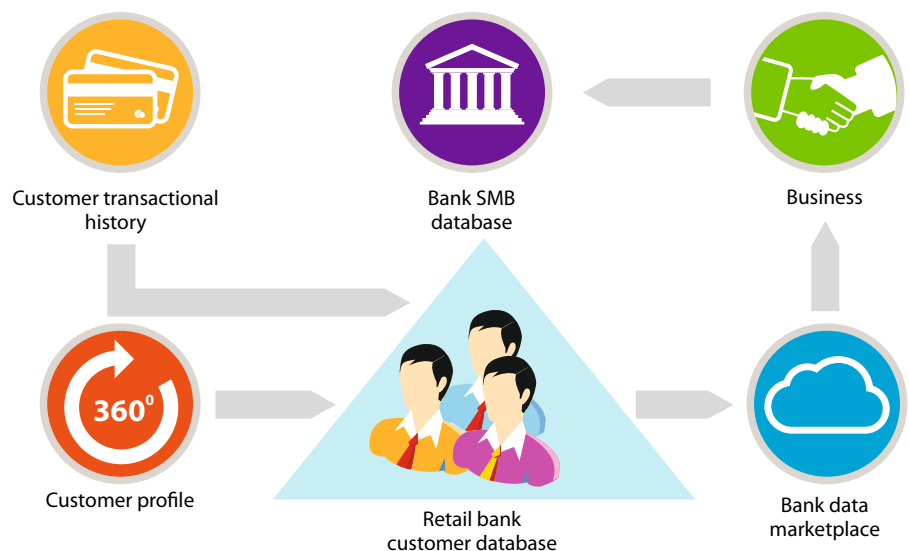 Customer transactional
history
Bank SMB
database
Business
360⁰
Customer profile
Retail bank
customer database
Bank data
marketplace